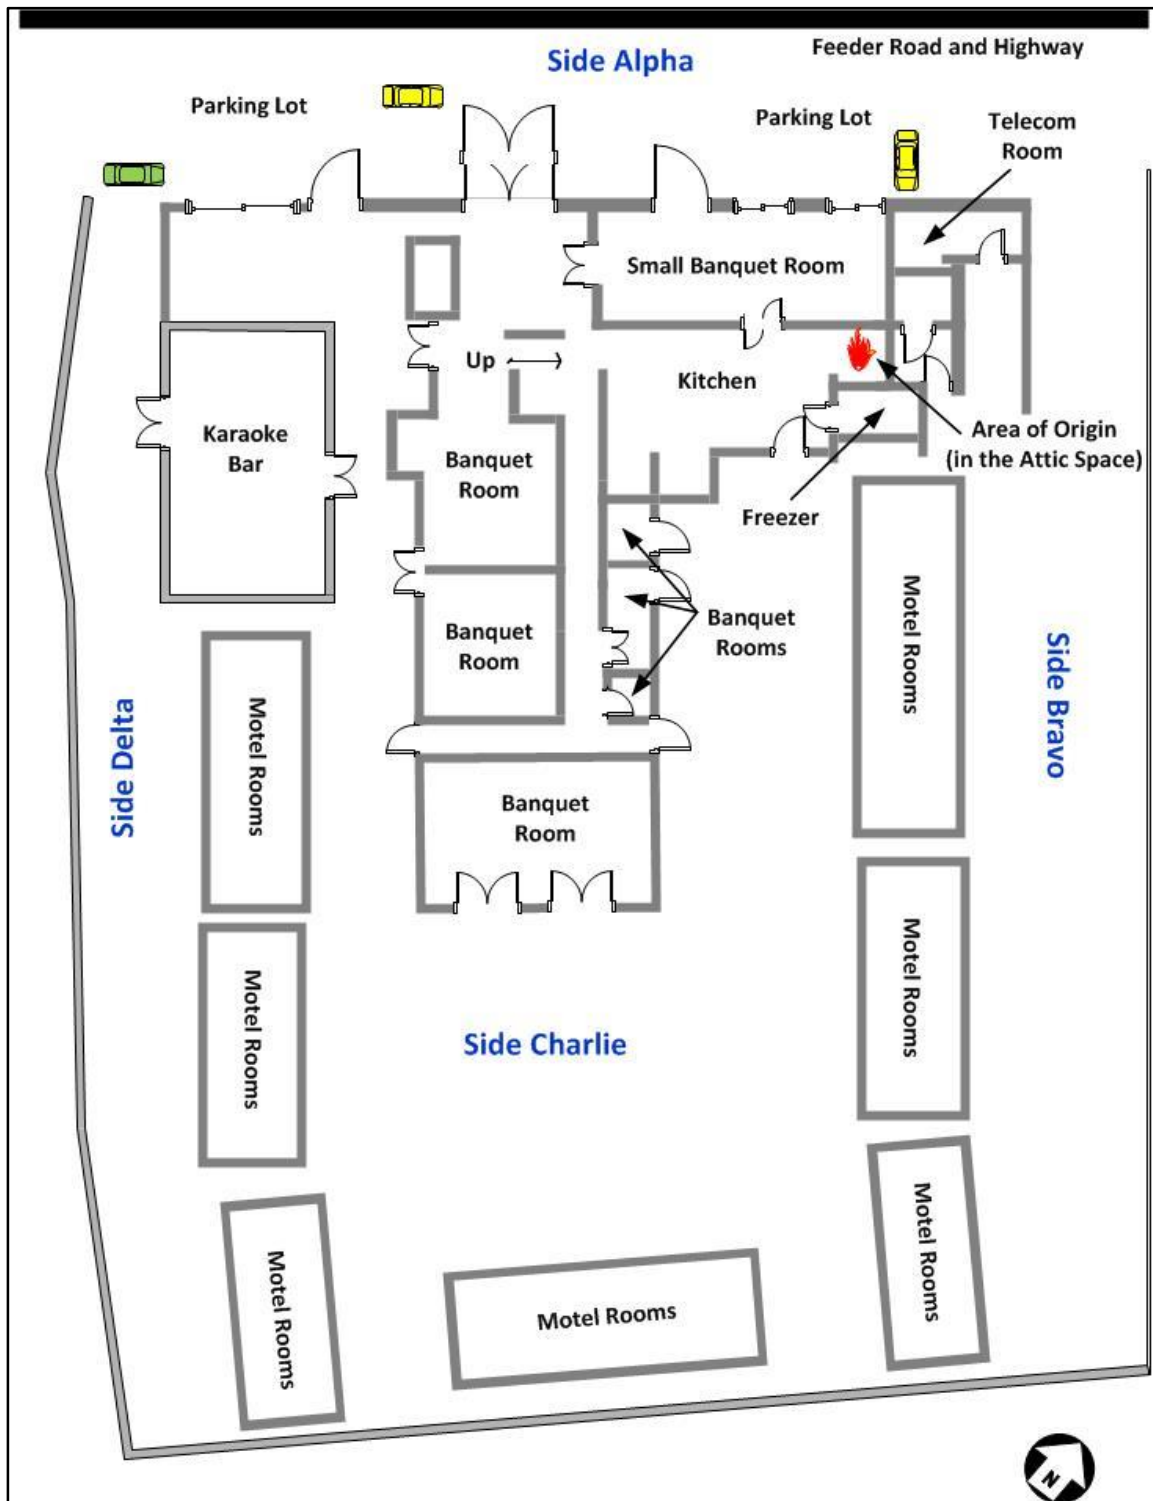 Feeder Road and Highway
Side Alpha
Parking Lot
Parking Lot
Telecom
Room
Small Banquet Room
Up
Kitchen
Karaoke
Bar
Banquet
Room
Area of Origin
(in the Attic Space)
Freezer
Banquet
Room
Banquet
Rooms
Motel Rooms
Side Bravo
Side Delta
Motel Rooms
Banquet
Room
Motel Rooms
Motel Rooms
Side Charlie
Motel Rooms
Motel Rooms
Motel Rooms
N